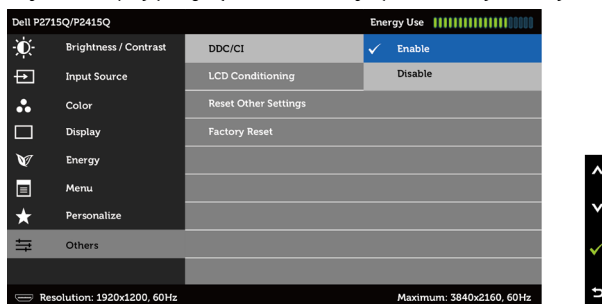 Dell P2715Q/P2415Q Energy Use
Brightness / Contrast DDC/CI Enable
Input Source LCD Conditioning Disable
Color Reset Other Settings
Display Factory Reset
Energy
Menu
Personalize
Others
Resolution: 1920x1200, 60Hz Maximum: 3840x2160, 60Hz